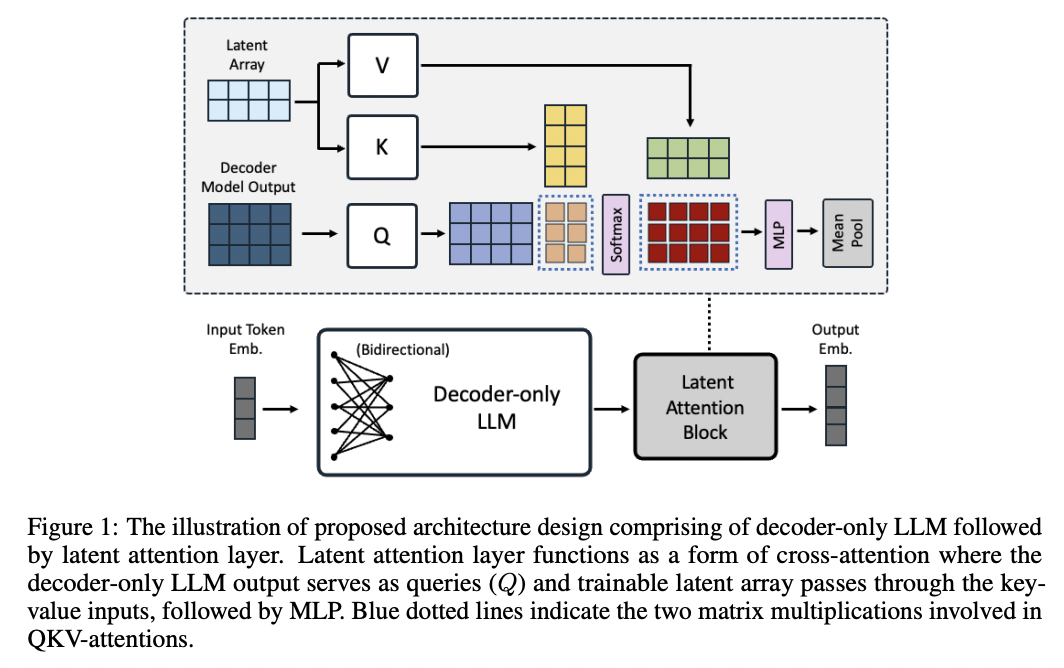 Latent
Array
V
K
Decoder
Model Output
Q
Softmax
MLP
Mean
Pool
Input Token
Emb.
(Bidirectional)
Decoder-only
LLM
Latent
Attention
Block
Output
Emb.
Figure 1: The illustration of proposed architecture design comprising of decoder-only LLM followed
by latent attention layer. Latent attention layer functions as a form of cross-attention where the
decoder-only LLM output serves as queries (Q) and trainable latent array passes through the key-
value inputs, followed by MLP. Blue dotted lines indicate the two matrix multiplications involved in
QKV-attentions.